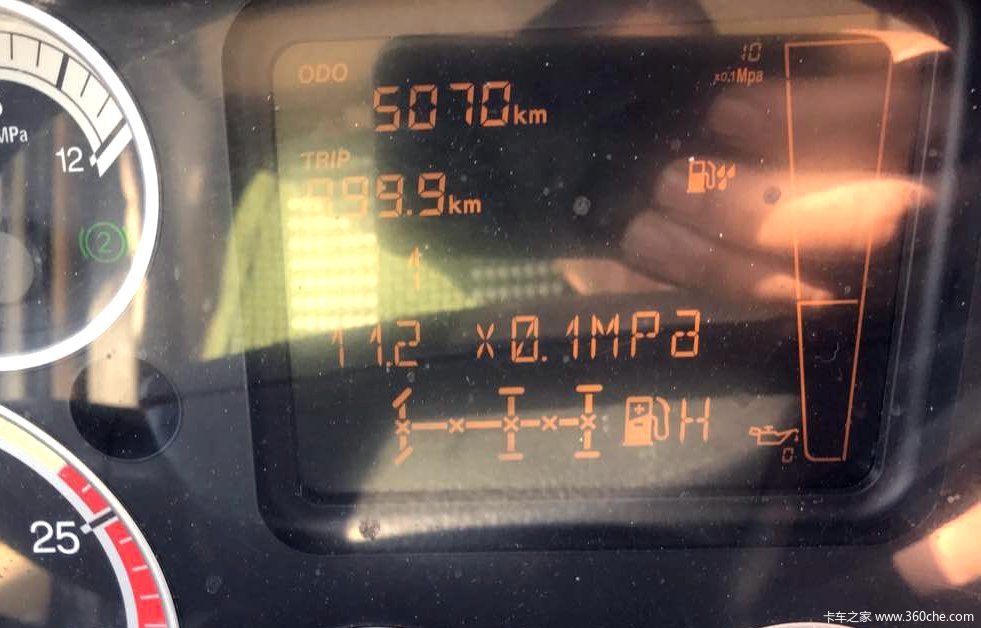 ODO
5070km
10
x0.1Mpa
TRIP
999.9km
MPa
12
2
11.2 x0.1MPa
H
0
25
卡车之家 www.360che.com